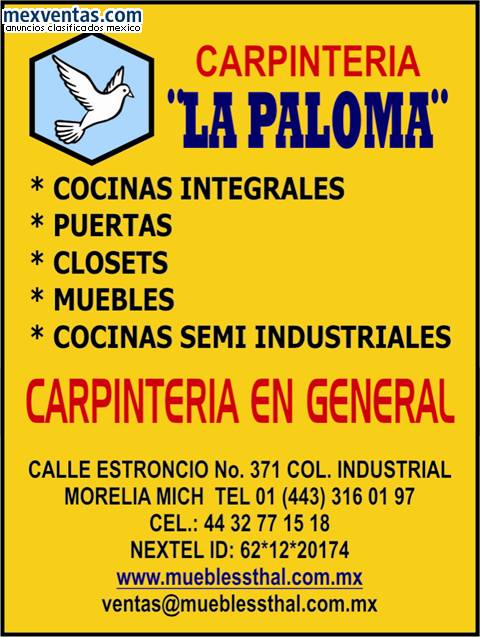 mexventas.com
anuncios clasificados mexico
CARPINTERIA
¨LA PALOMA¨
* COCINAS INTEGRALES
* PUERTAS
* CLOSETS
* MUEBLES
* COCINAS SEMI INDUSTRIALES
CARPINTERIA EN GENERAL
CALLE ESTRONCIO No. 371 COL. INDUSTRIAL
MORELIA MICH TEL 01 (443) 316 01 97
CEL.: 44 32 77 15 18
NEXTEL ID: 62*12*20174
www.mueblessthal.com.mx
ventas@mueblessthal.com.mx